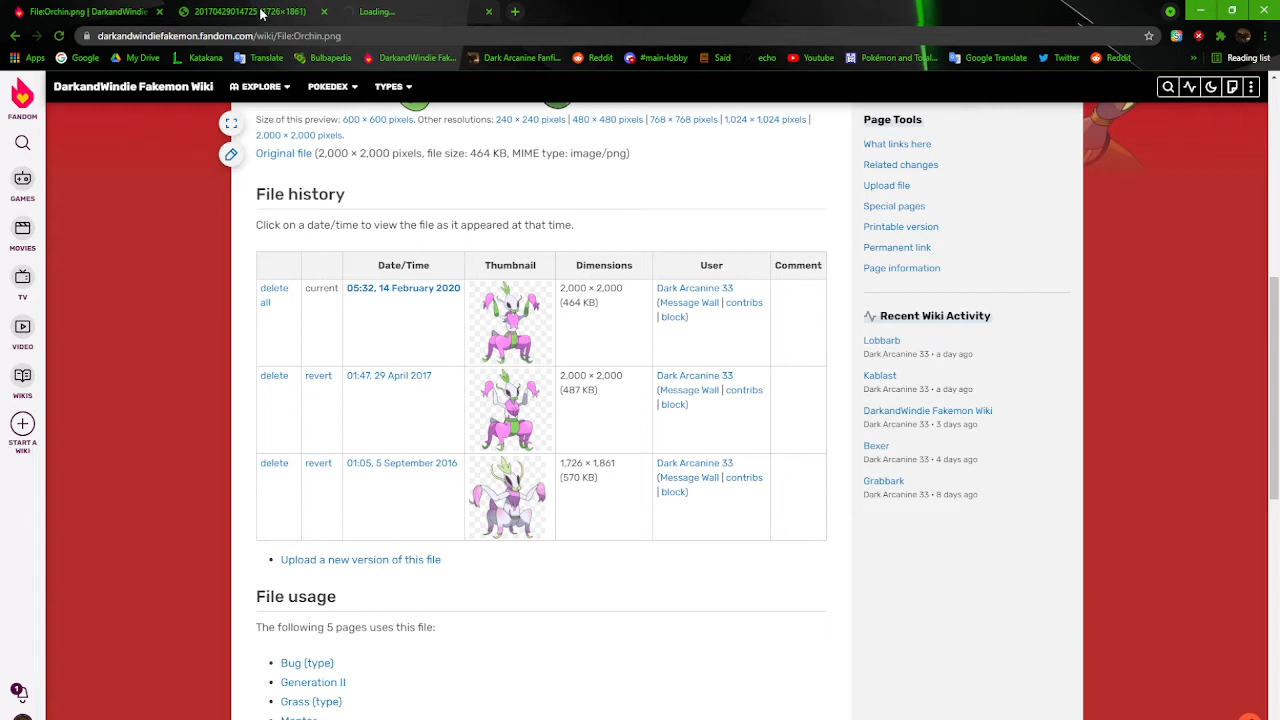 File:Orchin.png | DarkandWindie
20170429014725
726×1861)
Loading...
darkandwindiefakemon.fandom.com/wiki/File:Orchin.png
Apps
Google
My Drive
Katakana
Translate
Bulbapedia
DarkandWindie Fak...
Dark Arcanine Fanfi...
Reddit
#main-lobby
Said
echo
YouTube
Pokémon and Total...
Google Translate
Twitter
Reddit
»
Reading list
FANDOM
GAMES
MOVIES
TV
VIDEO
WIKIS
START A
WIKI
1
DarkandWindie Fakemon Wiki
EXPLORE
POKEDEX
TYPES
Size of this preview: 600 × 600 pixels. Other resolutions: 240 × 240 pixels | 480 × 480 pixels | 768 × 768 pixels | 1,024 × 1,024 pixels |
2,000 × 2,000 pixels.
Original file (2,000 × 2,000 pixels, file size: 464 KB, MIME type: image/png)
File history
Click on a date/time to view the file as it appeared at that time.
Date/Time Thumbnail Dimensions User Comment
delete
all
current
05:32, 14 February 2020
2,000 × 2,000
(464 KB)
Dark Arcanine 33
(Message Wall | contribs
| block)
delete
revert
01:47, 29 April 2017
2,000 × 2,000
(487 KB)
Dark Arcanine 33
(Message Wall | contribs
| block)
delete
revert
01:05, 5 September 2016
1,726 × 1,861
(570 KB)
Dark Arcanine 33
(Message Wall | contribs
| block)
• Upload a new version of this file
File usage
The following 5 pages uses this file:
• Bug (type)
• Generation II
• Grass (type)
Page Tools
What links here
Related changes
Upload file
Special pages
Printable version
Permanent link
Page information
Recent Wiki Activity
Lobbarb
Dark Arcanine 33 • a day ago
Kablast
Dark Arcanine 33 • a day ago
DarkandWindie Fakemon Wiki
Dark Arcanine 33 • 3 days ago
Bexer
Dark Arcanine 33 • 4 days ago
Grabbark
Dark Arcanine 33 • 8 days ago